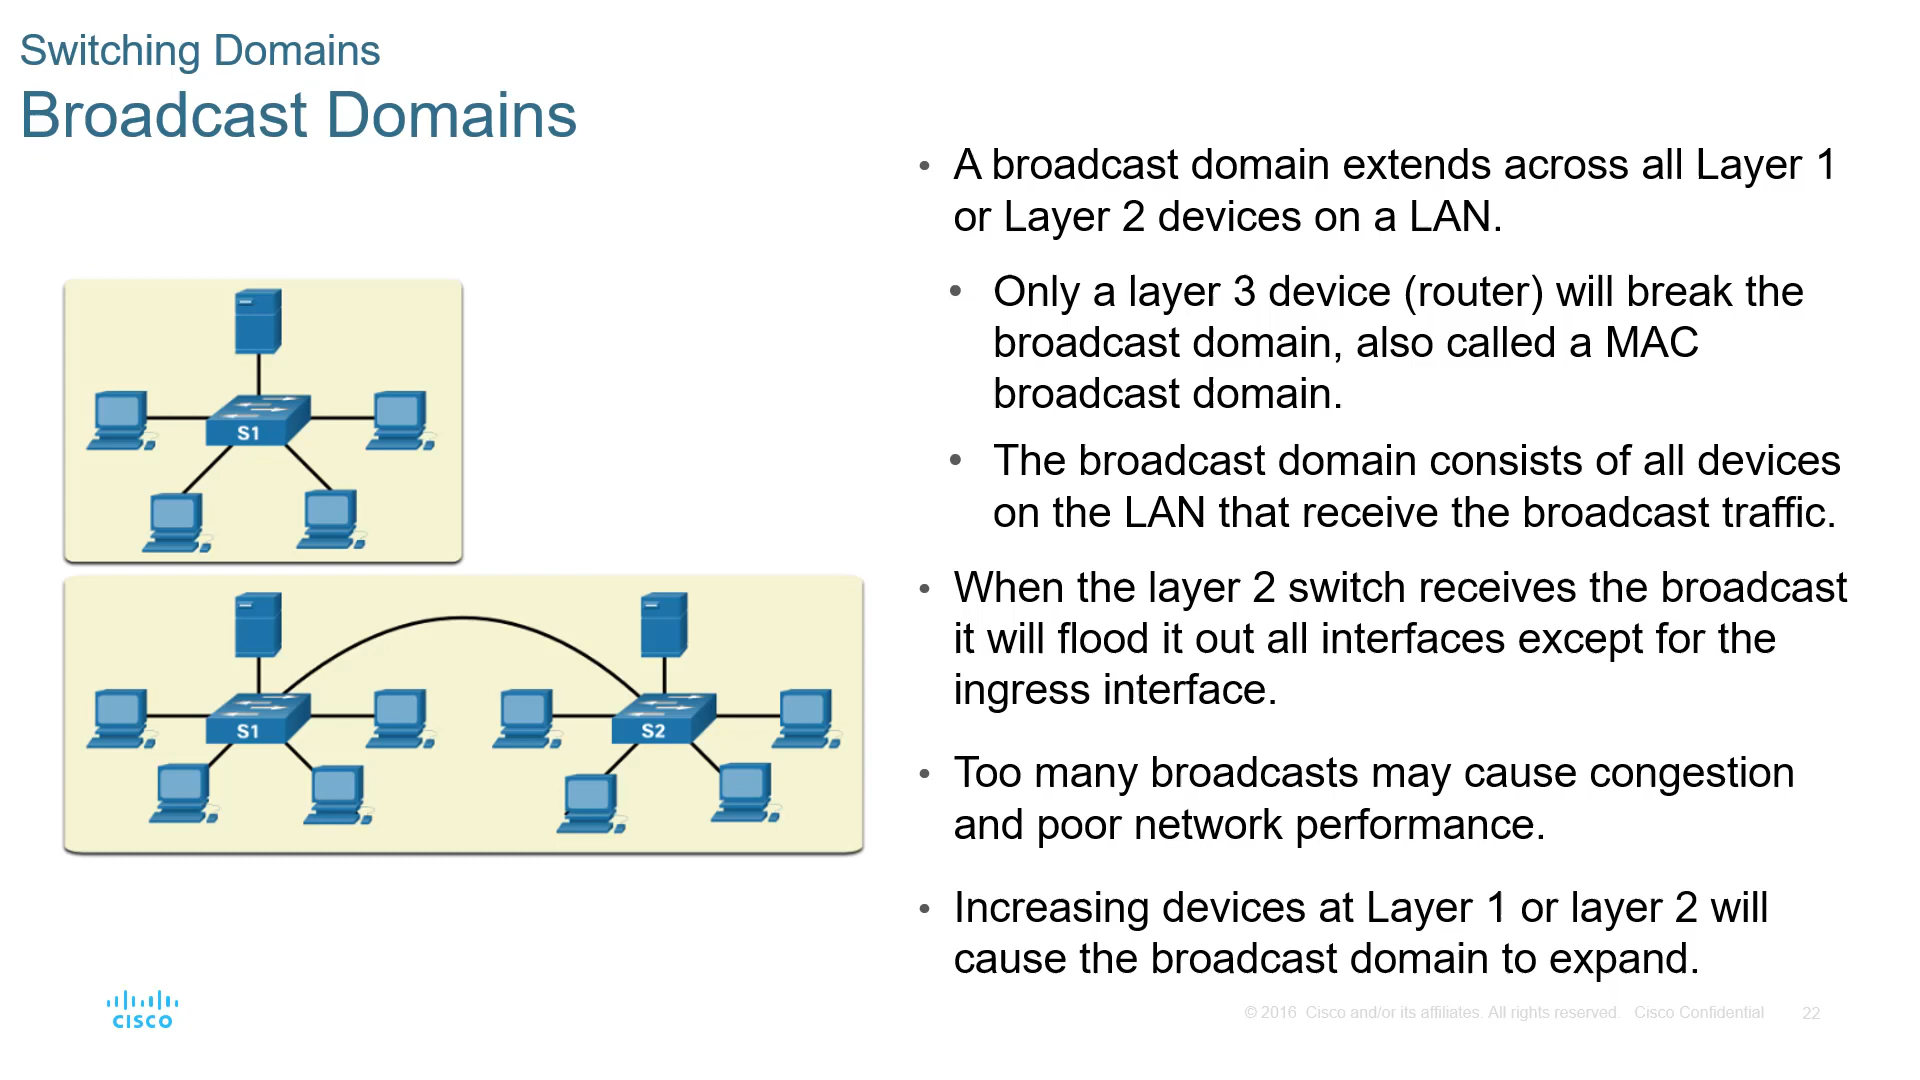 Switching Domains
Broadcast Domains
• A broadcast domain extends across all Layer 1
or Layer 2 devices on a LAN.
• Only a layer 3 device (router) will break the
broadcast domain, also called a MAC
broadcast domain.
• The broadcast domain consists of all devices
on the LAN that receive the broadcast traffic.
• When the layer 2 switch receives the broadcast
it will flood it out all interfaces except for the
ingress interface.
• Too many broadcasts may cause congestion
and poor network performance.
• Increasing devices at Layer 1 or layer 2 will
cause the broadcast domain to expand.
S1
S1
S2
CISCO
© 2016 Cisco and/or its affiliates. All rights reserved. Cisco Confidential
22